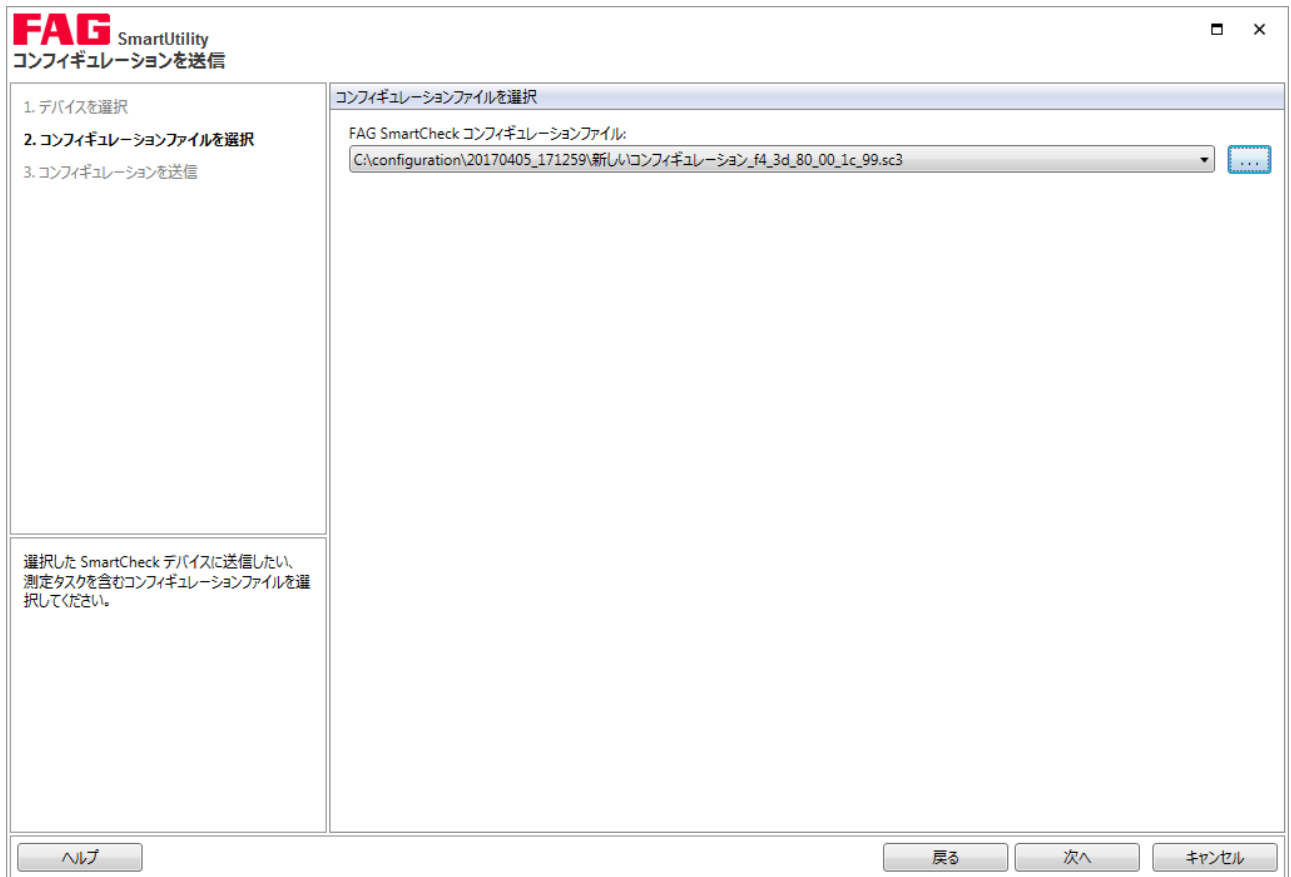 FAG SmartUtility
コンフィギュレーションを送信
1. デバイスを選択
2. コンフィギュレーションファイルを選択
3. コンフィギュレーションを送信
コンフィギュレーションファイルを選択
FAG SmartCheck コンフィギュレーションファイル:
C:\configuration\20170405_171259\新しいコンフィギュレーション_f4_3d_80_00_1c_99.sc3
...
選択した SmartCheck デバイスに送信したい、
測定タスクを含むコンフィギュレーションファイルを選
択してください。
ヘルプ
戻る
次へ
キャンセル